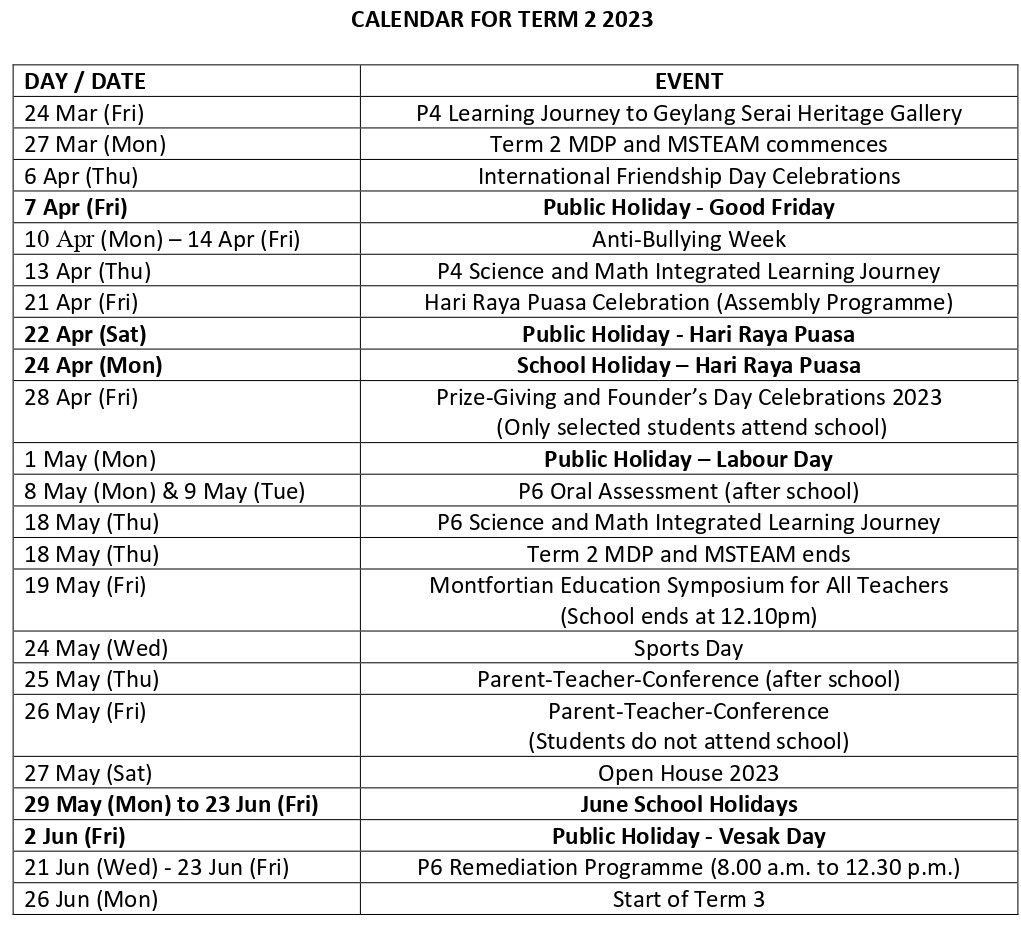 CALENDAR FOR TERM 2 2023
DAY / DATE EVENT
24 Mar (Fri) P4 Learning Journey to Geylang Serai Heritage Gallery
27 Mar (Mon) Term 2 MDP and MSTEAM commences
6 Apr (Thu) International Friendship Day Celebrations
7 Apr (Fri) Public Holiday - Good Friday
10 Apr (Mon) – 14 Apr (Fri) Anti-Bullying Week
13 Apr (Thu) P4 Science and Math Integrated Learning Journey
21 Apr (Fri) Hari Raya Puasa Celebration (Assembly Programme)
22 Apr (Sat) Public Holiday - Hari Raya Puasa
24 Apr (Mon) School Holiday – Hari Raya Puasa
28 Apr (Fri) Prize-Giving and Founder’s Day Celebrations 2023
(Only selected students attend school)
1 May (Mon) Public Holiday – Labour Day
8 May (Mon) & 9 May (Tue) P6 Oral Assessment (after school)
18 May (Thu) P6 Science and Math Integrated Learning Journey
18 May (Thu) Term 2 MDP and MSTEAM ends
19 May (Fri) Montfortian Education Symposium for All Teachers
(School ends at 12.10pm)
24 May (Wed) Sports Day
25 May (Thu) Parent-Teacher-Conference (after school)
26 May (Fri) Parent-Teacher-Conference
(Students do not attend school)
27 May (Sat) Open House 2023
29 May (Mon) to 23 Jun (Fri) June School Holidays
2 Jun (Fri) Public Holiday - Vesak Day
21 Jun (Wed) - 23 Jun (Fri) P6 Remediation Programme (8.00 a.m. to 12.30 p.m.)
26 Jun (Mon) Start of Term 3